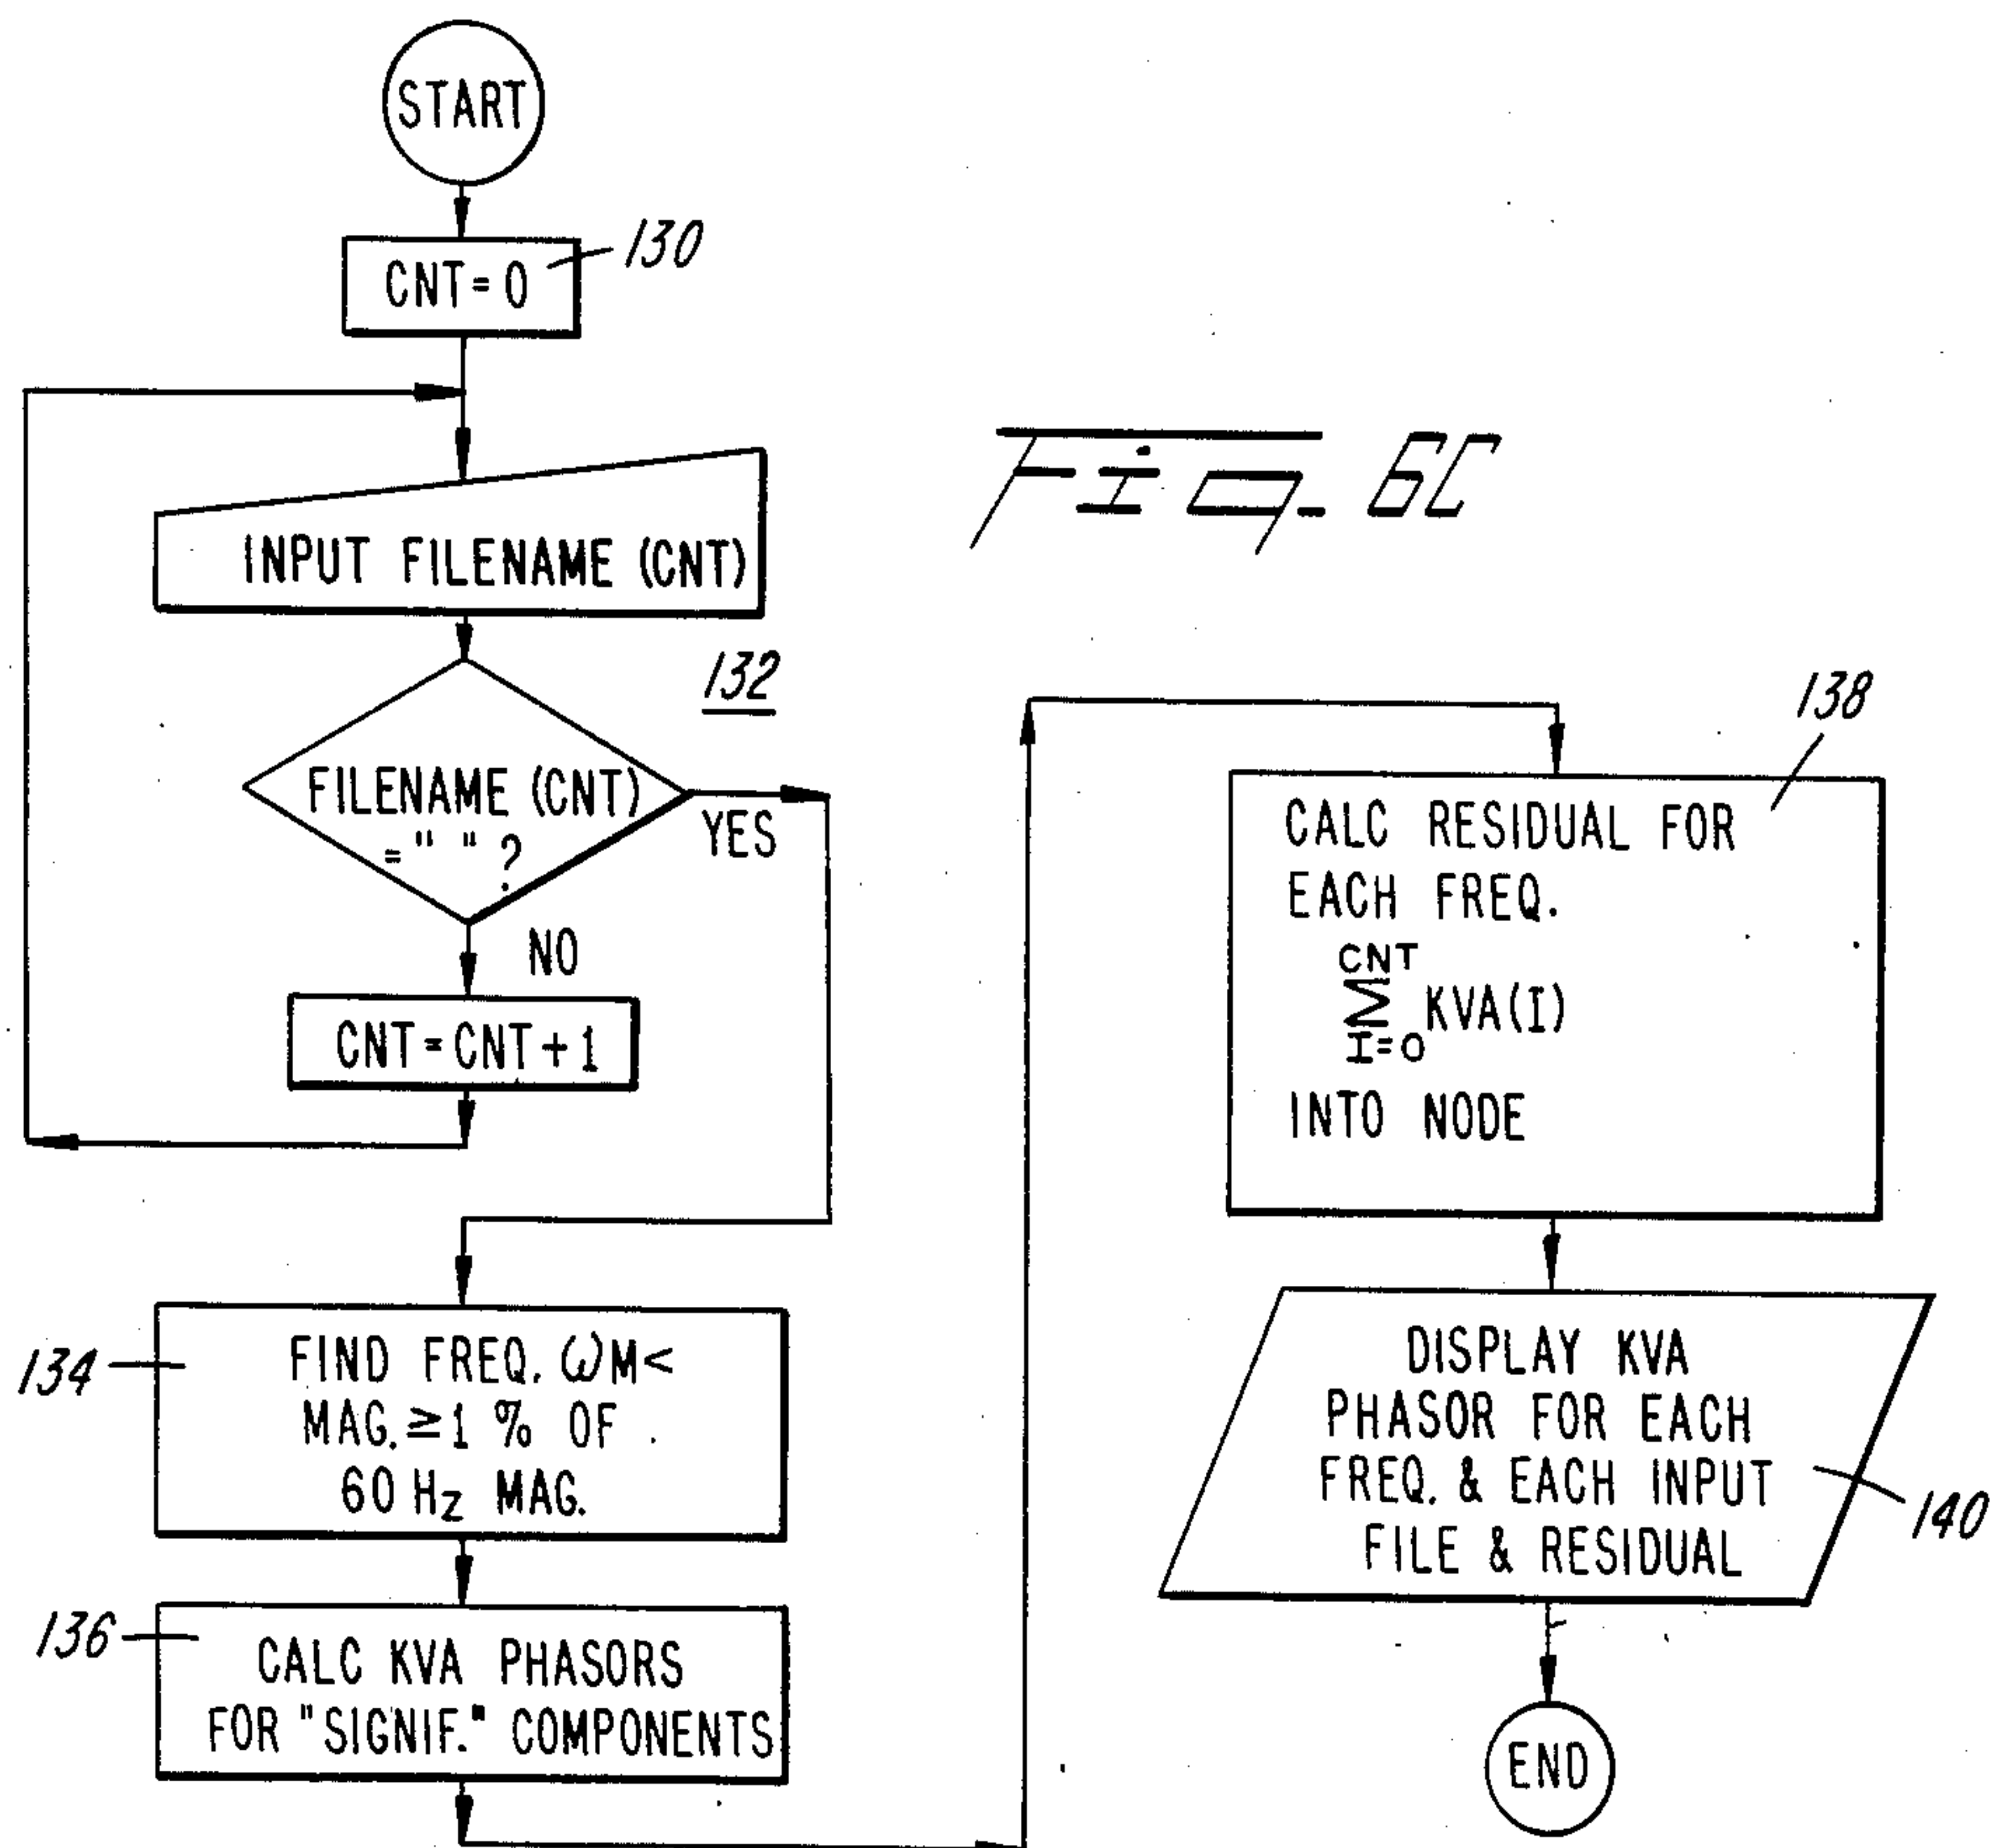 START
CNT = 0
130
INPUT FILENAME (CNT)
132
FILENAME (CNT)
= " " ?
YES
NO
CNT = CNT + 1
134
FIND FREQ. ωM<
MAG. ≥ 1 % OF
60 Hz MAG.
136
CALC KVA PHASORS
FOR "SIGNIF." COMPONENTS
Fig. 6C
138
CALC RESIDUAL FOR
EACH FREQ.
CNT
Σ KVA(I)
I=0
INTO NODE
DISPLAY KVA
PHASOR FOR EACH
FREQ. & EACH INPUT
FILE & RESIDUAL
140
END